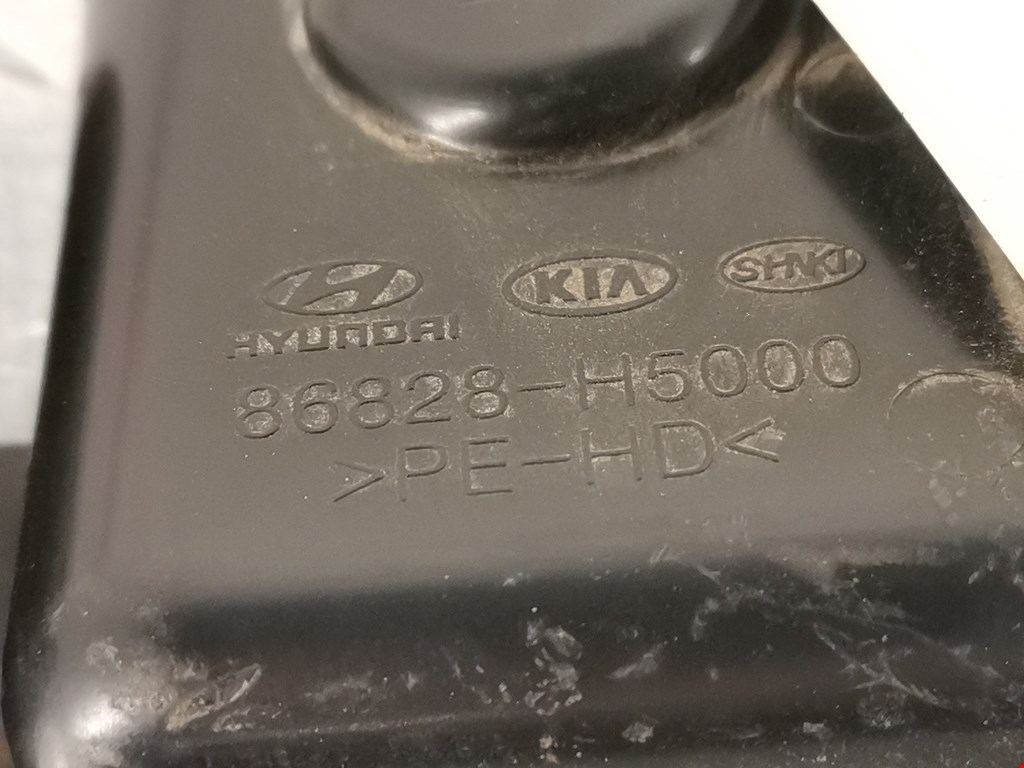 KIA SHNKI
HYUNDAI
86828-H5000
>PE-HD<